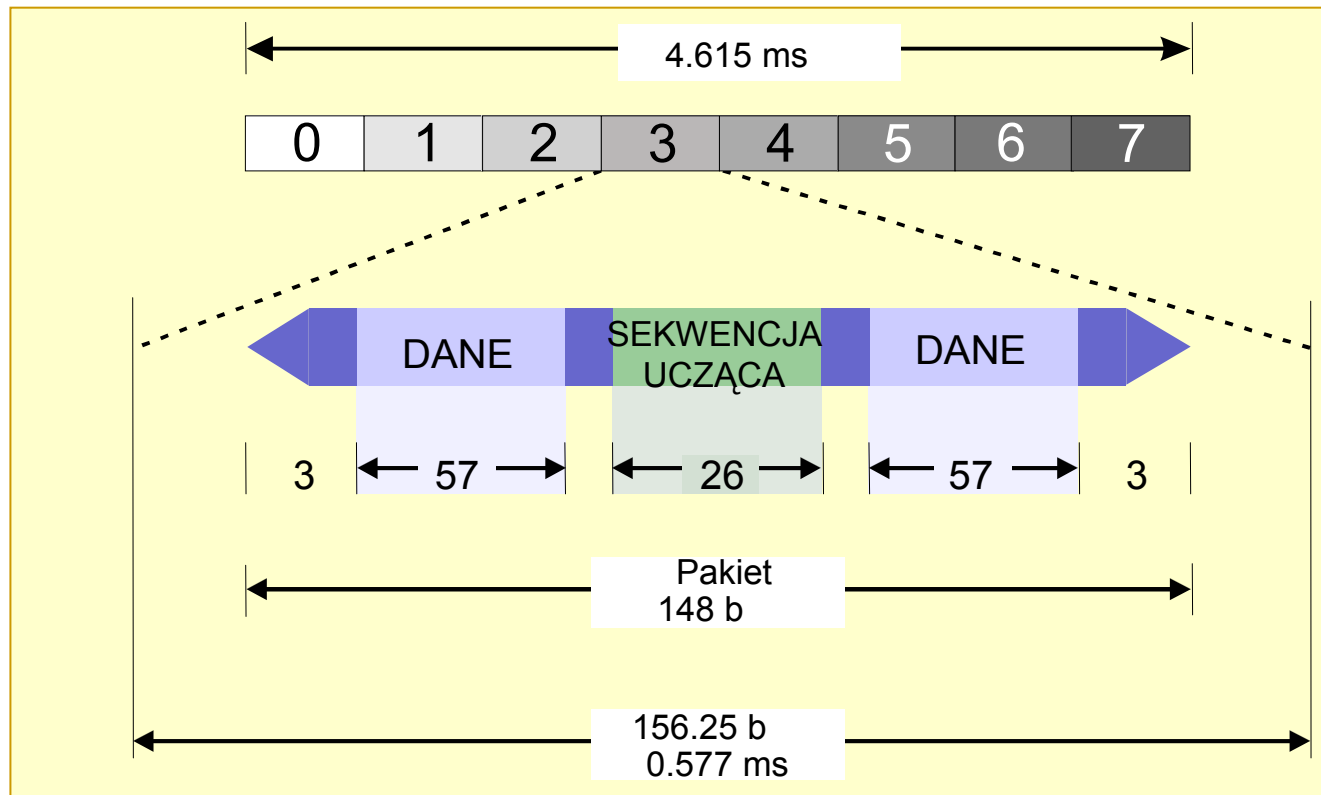 4.615 ms
0 1 2 3 4 5 6 7
DANE
SEKWENCJA
UCZĄCA
DANE
3 57 26 57 3
Pakiet
148 b
156.25 b
0.577 ms